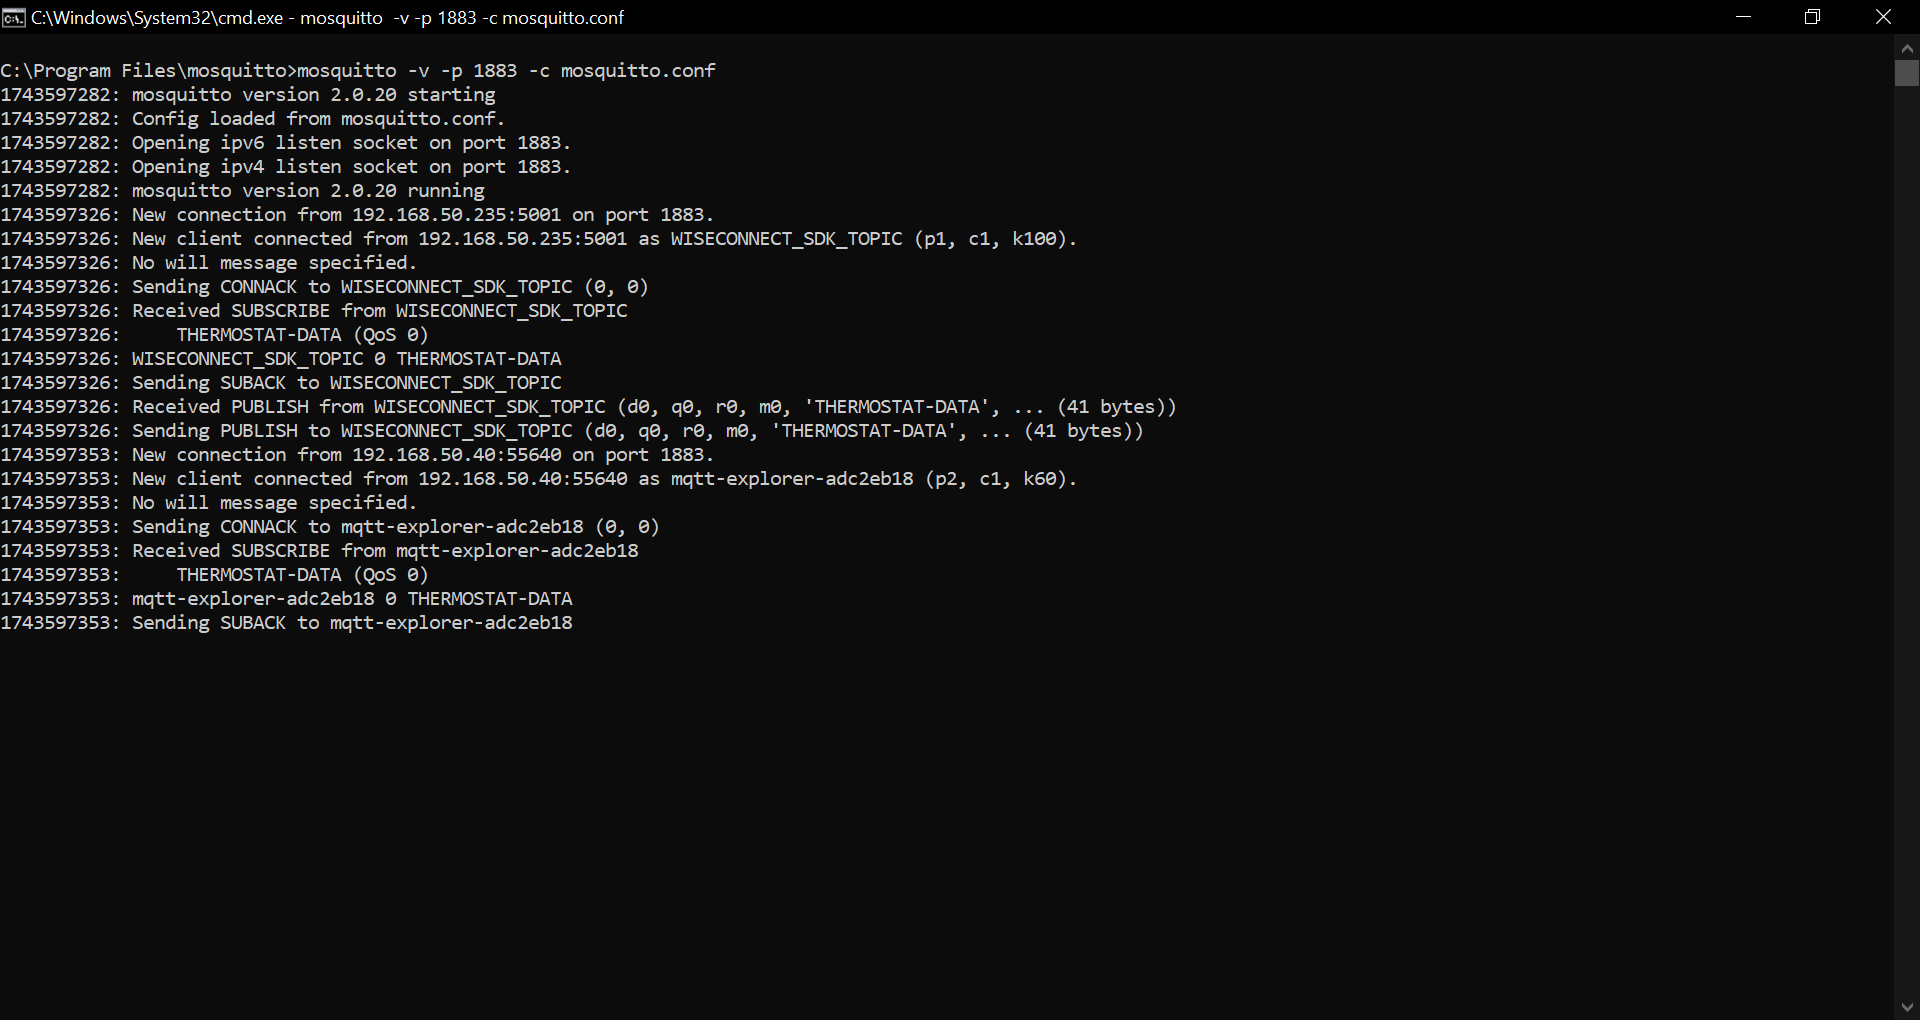 C:\Windows\System32\cmd.exe - mosquitto  -v -p 1883 -c mosquitto.conf
C:\Program Files\mosquitto>mosquitto -v -p 1883 -c mosquitto.conf
1743597282: mosquitto version 2.0.20 starting
1743597282: Config loaded from mosquitto.conf.
1743597282: Opening ipv6 listen socket on port 1883.
1743597282: Opening ipv4 listen socket on port 1883.
1743597282: mosquitto version 2.0.20 running
1743597326: New connection from 192.168.50.235:5001 on port 1883.
1743597326: New client connected from 192.168.50.235:5001 as WISECONNECT_SDK_TOPIC (p1, c1, k100).
1743597326: No will message specified.
1743597326: Sending CONNACK to WISECONNECT_SDK_TOPIC (0, 0)
1743597326: Received SUBSCRIBE from WISECONNECT_SDK_TOPIC
1743597326:     THERMOSTAT-DATA (QoS 0)
1743597326: WISECONNECT_SDK_TOPIC 0 THERMOSTAT-DATA
1743597326: Sending SUBACK to WISECONNECT_SDK_TOPIC
1743597326: Received PUBLISH from WISECONNECT_SDK_TOPIC (d0, q0, r0, m0, 'THERMOSTAT-DATA', ... (41 bytes))
1743597326: Sending PUBLISH to WISECONNECT_SDK_TOPIC (d0, q0, r0, m0, 'THERMOSTAT-DATA', ... (41 bytes))
1743597353: New connection from 192.168.50.40:55640 on port 1883.
1743597353: New client connected from 192.168.50.40:55640 as mqtt-explorer-adc2eb18 (p2, c1, k60).
1743597353: No will message specified.
1743597353: Sending CONNACK to mqtt-explorer-adc2eb18 (0, 0)
1743597353: Received SUBSCRIBE from mqtt-explorer-adc2eb18
1743597353:     THERMOSTAT-DATA (QoS 0)
1743597353: mqtt-explorer-adc2eb18 0 THERMOSTAT-DATA
1743597353: Sending SUBACK to mqtt-explorer-adc2eb18